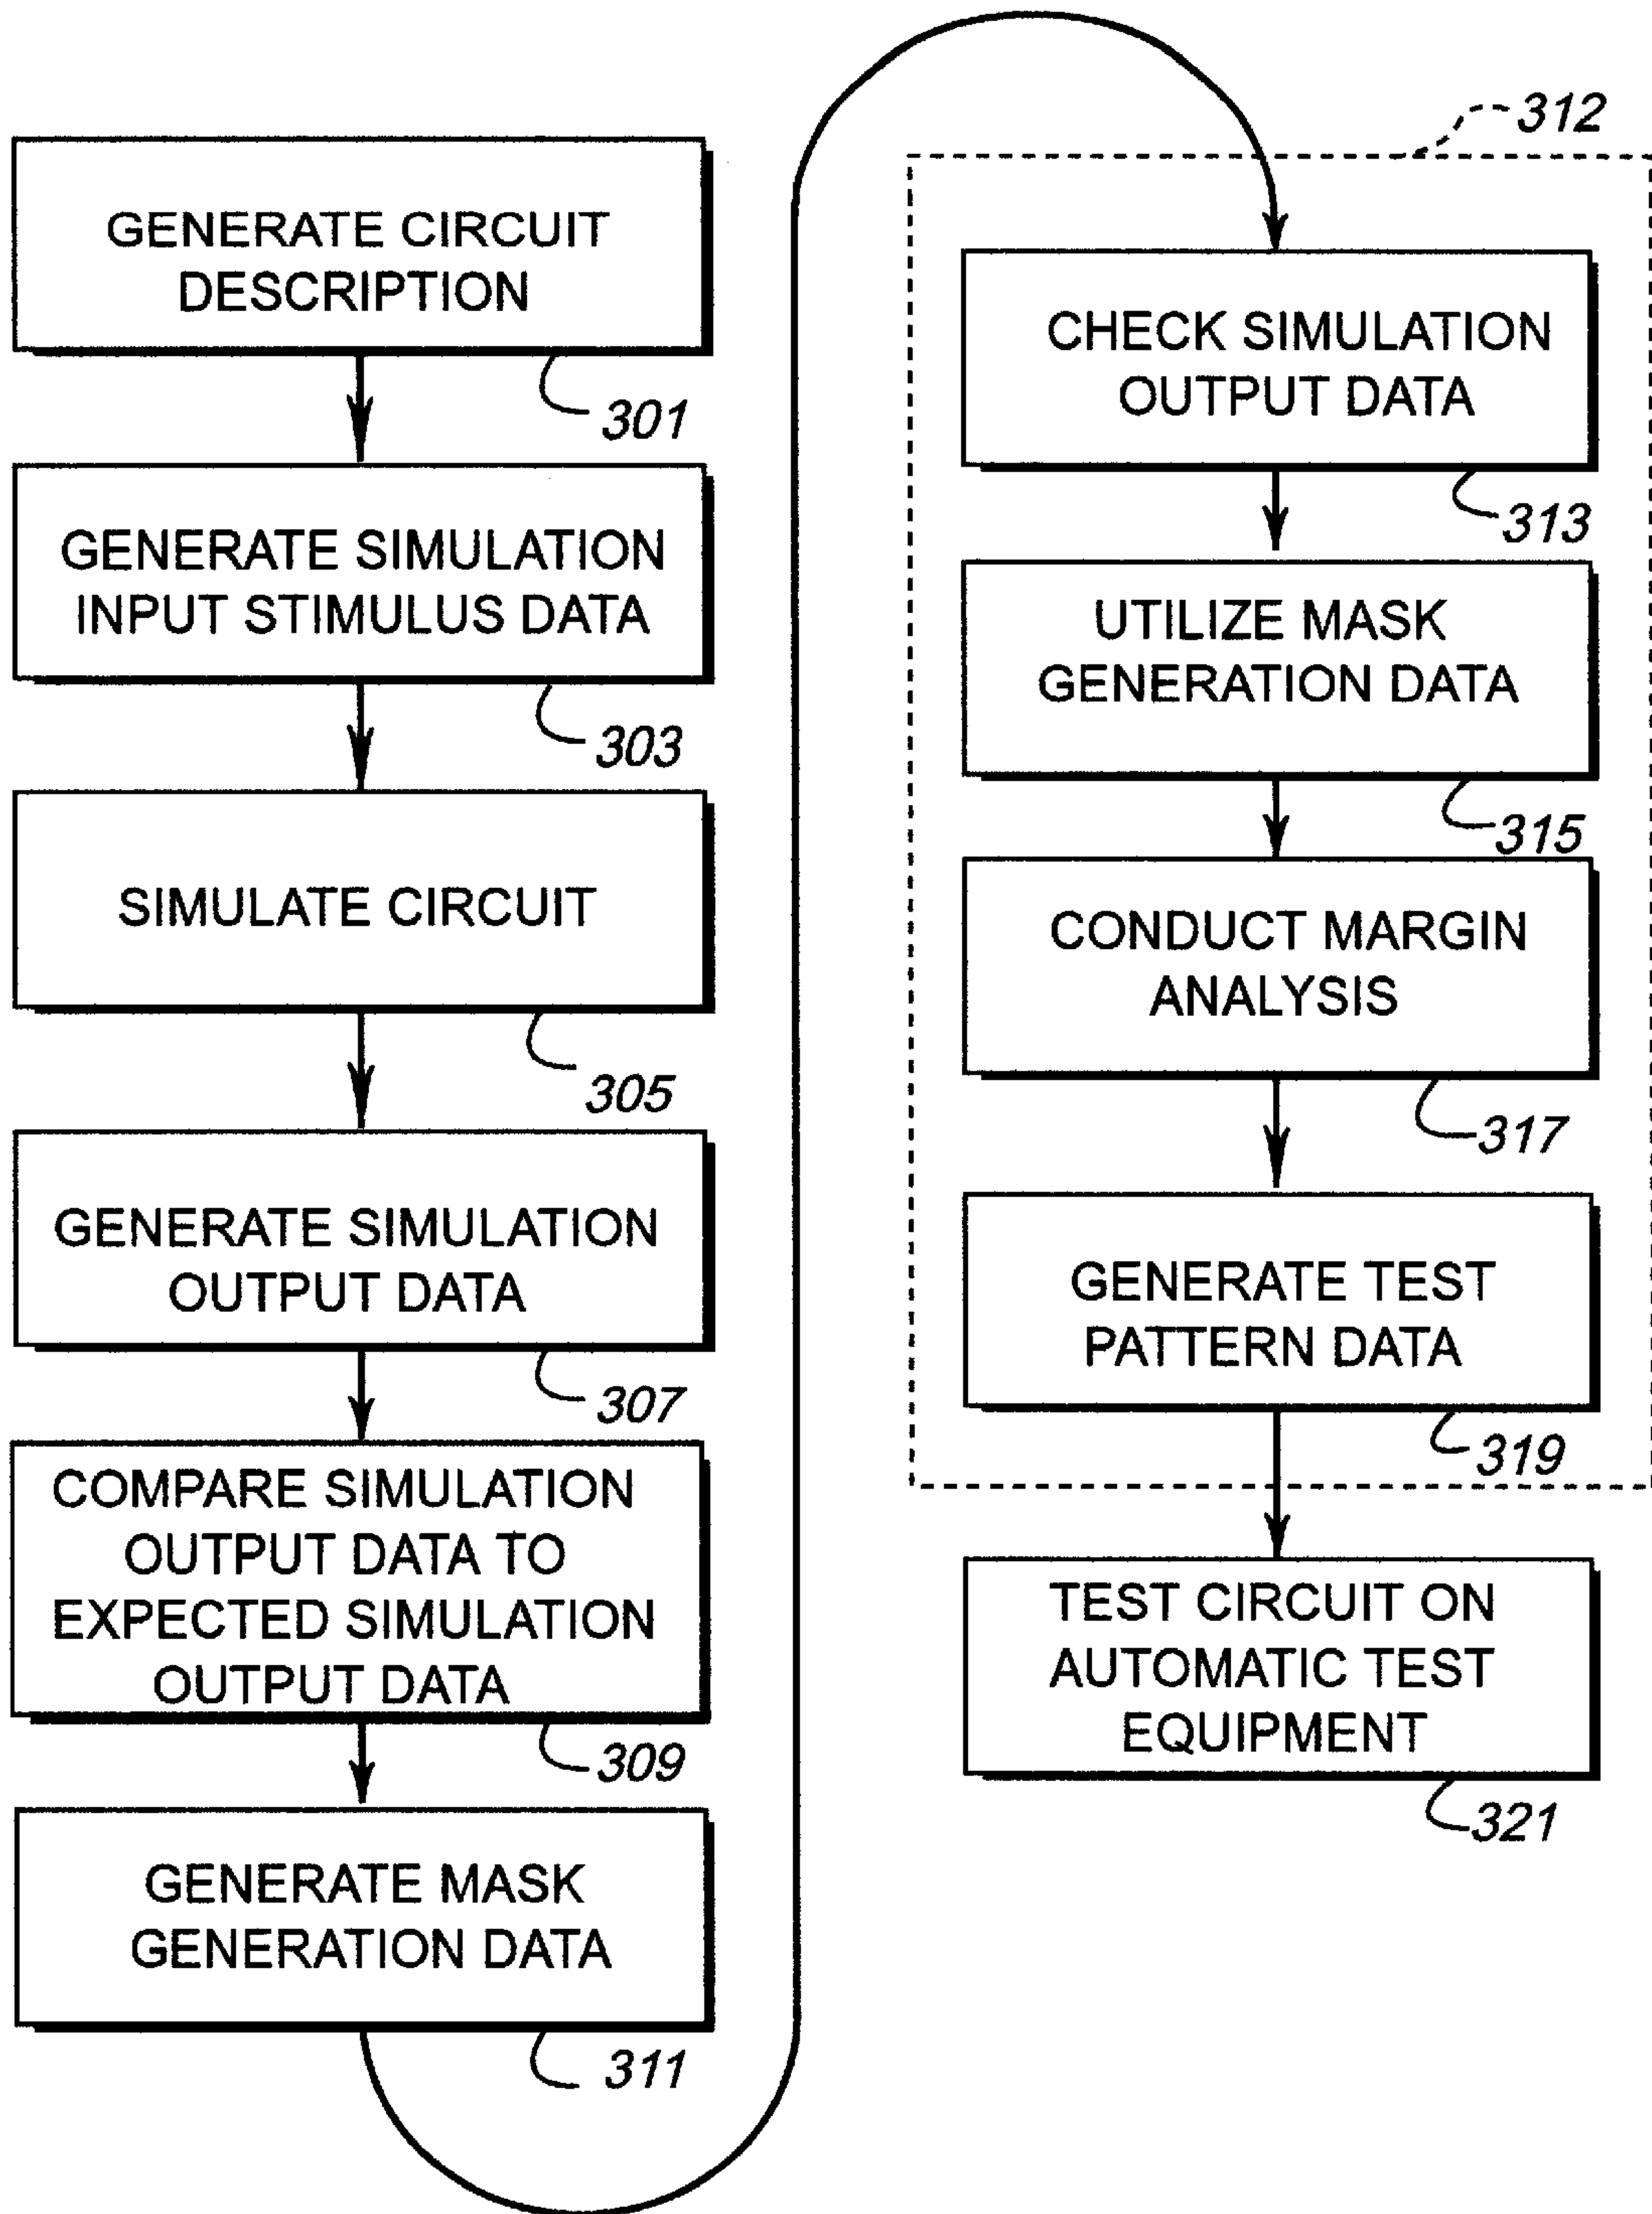 GENERATE CIRCUIT
DESCRIPTION
301
GENERATE SIMULATION
INPUT STIMULUS DATA
303
SIMULATE CIRCUIT
305
GENERATE SIMULATION
OUTPUT DATA
307
COMPARE SIMULATION
OUTPUT DATA TO
EXPECTED SIMULATION
OUTPUT DATA
309
GENERATE MASK
GENERATION DATA
311
312
CHECK SIMULATION
OUTPUT DATA
313
UTILIZE MASK
GENERATION DATA
315
CONDUCT MARGIN
ANALYSIS
317
GENERATE TEST
PATTERN DATA
319
TEST CIRCUIT ON
AUTOMATIC TEST
EQUIPMENT
321